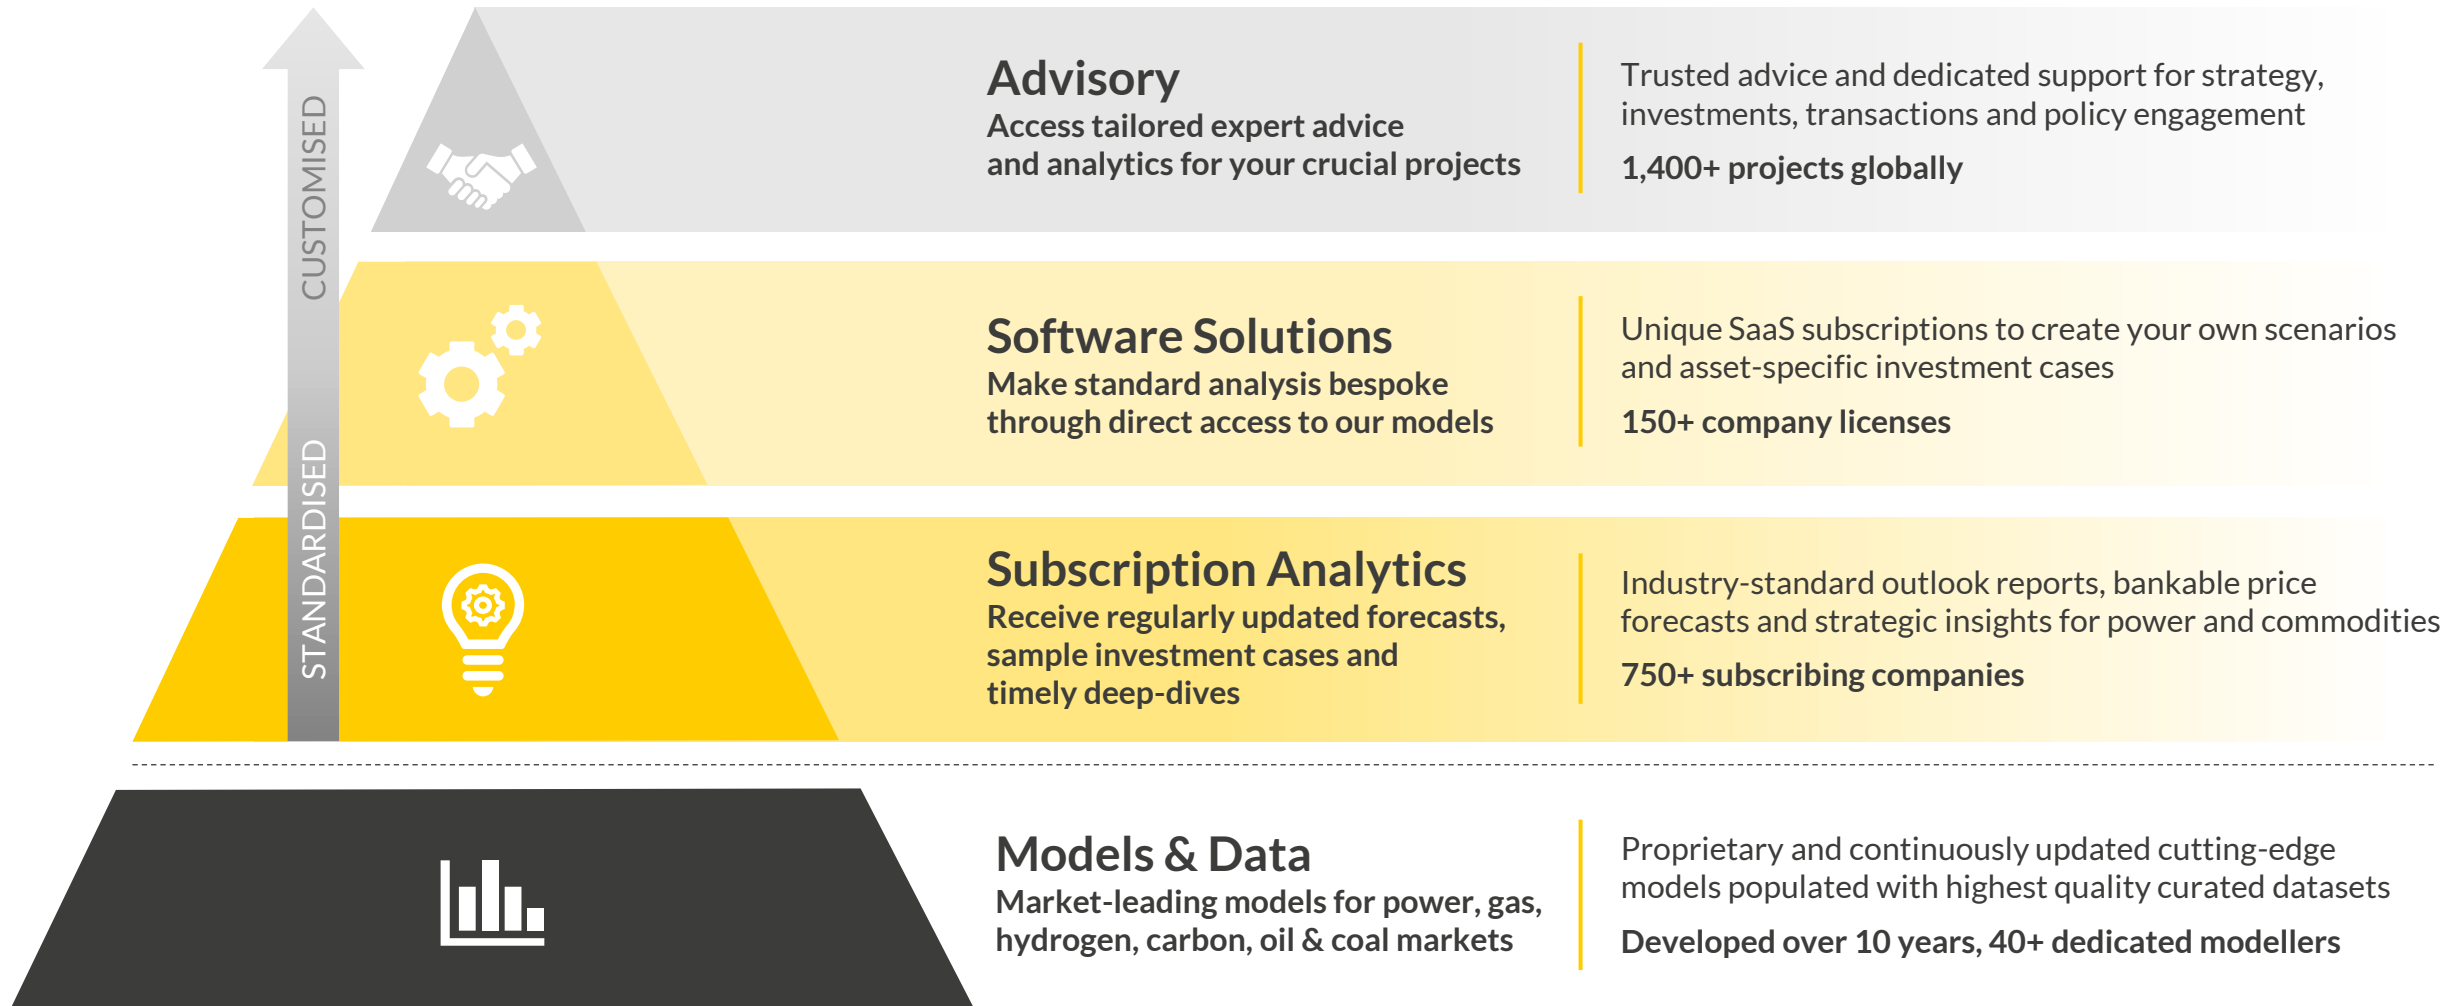 CUSTOMISED
STANDARDISED
Advisory
Access tailored expert advice
and analytics for your crucial projects
Trusted advice and dedicated support for strategy,
investments, transactions and policy engagement
1,400+ projects globally
Software Solutions
Make standard analysis bespoke
through direct access to our models
Unique SaaS subscriptions to create your own scenarios
and asset-specific investment cases
150+ company licenses
Subscription Analytics
Receive regularly updated forecasts,
sample investment cases and
timely deep-dives
Industry-standard outlook reports, bankable price
forecasts and strategic insights for power and commodities
750+ subscribing companies
Models & Data
Market-leading models for power, gas,
hydrogen, carbon, oil & coal markets
Proprietary and continuously updated cutting-edge
models populated with highest quality curated datasets
Developed over 10 years, 40+ dedicated modellers